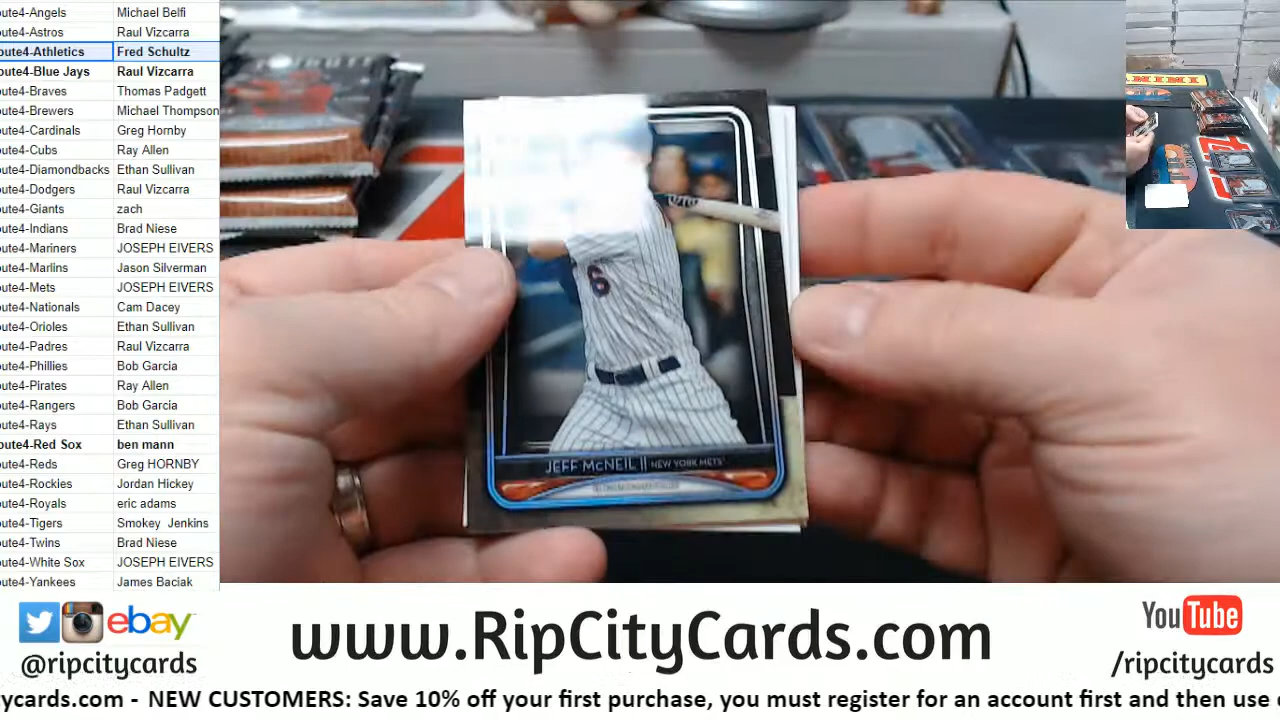 oute4-Angels Michael Belfi
oute4-Astros Raul Vizcarra
oute4-Athletics Fred Schultz
oute4-Blue Jays Raul Vizcarra
oute4-Braves Thomas Padgett
oute4-Brewers Michael Thompson
oute4-Cardinals Greg Hornby
oute4-Cubs Ray Allen
oute4-Diamondbacks Ethan Sullivan
oute4-Dodgers Raul Vizcarra
oute4-Giants zach
oute4-Indians Brad Niese
oute4-Mariners JOSEPH EIVERS
oute4-Marlins Jason Silverman
oute4-Mets JOSEPH EIVERS
oute4-Nationals Cam Dacey
oute4-Orioles Ethan Sullivan
oute4-Padres Raul Vizcarra
oute4-Phillies Bob Garcia
oute4-Pirates Ray Allen
oute4-Rangers Bob Garcia
oute4-Rays Ethan Sullivan
oute4-Red Sox ben mann
oute4-Reds Greg HORNBY
oute4-Rockies Jordan Hickey
oute4-Royals eric adams
oute4-Tigers Smokey Jenkins
oute4-Twins Brad Niese
oute4-White Sox JOSEPH EIVERS
oute4-Yankees James Baciak
6
JEFF McNEIL || NEW YORK METS
ebay
@ripcitycards
www.RipCityCards.com
YouTube
/ripcitycards
tycards.com - NEW CUSTOMERS: Save 10% off your first purchase, you must register for an account first and then use